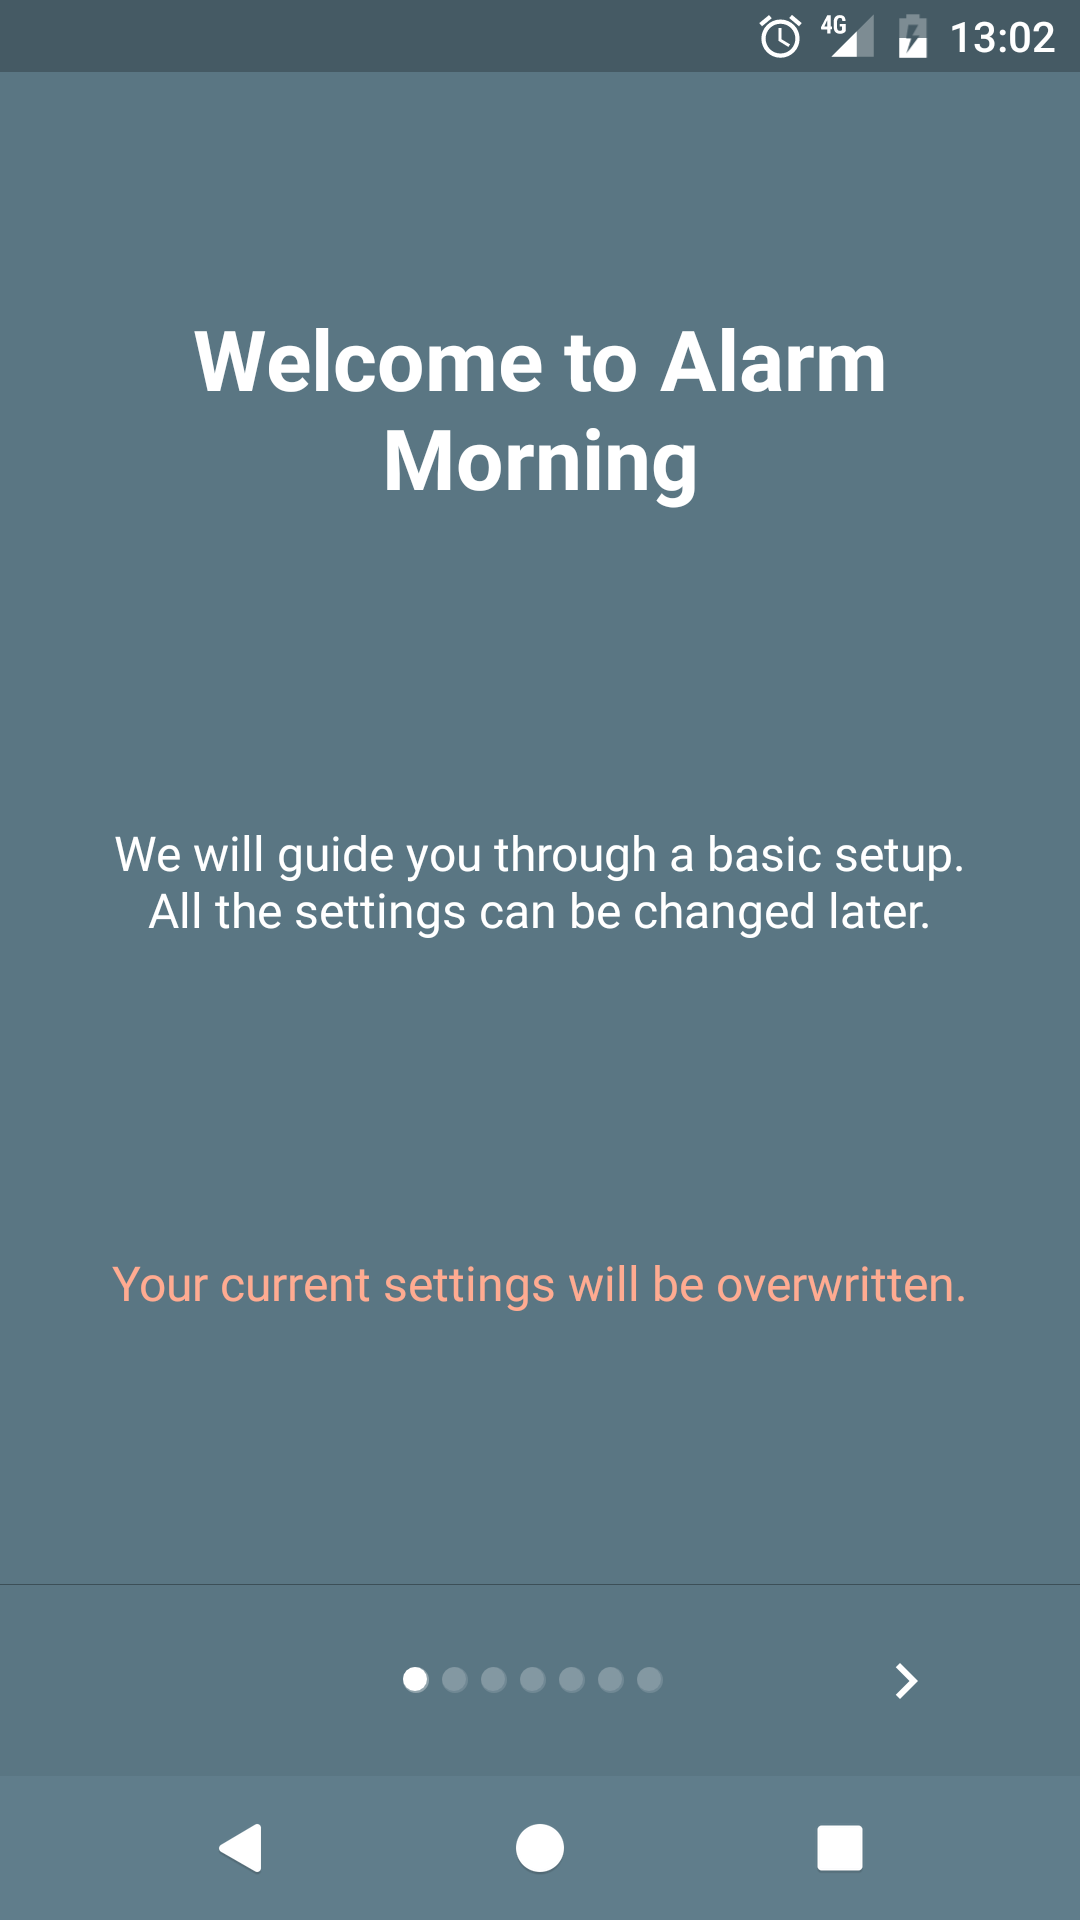 4G 13:02
Welcome to Alarm
Morning
We will guide you through a basic setup.
All the settings can be changed later.
Your current settings will be overwritten.